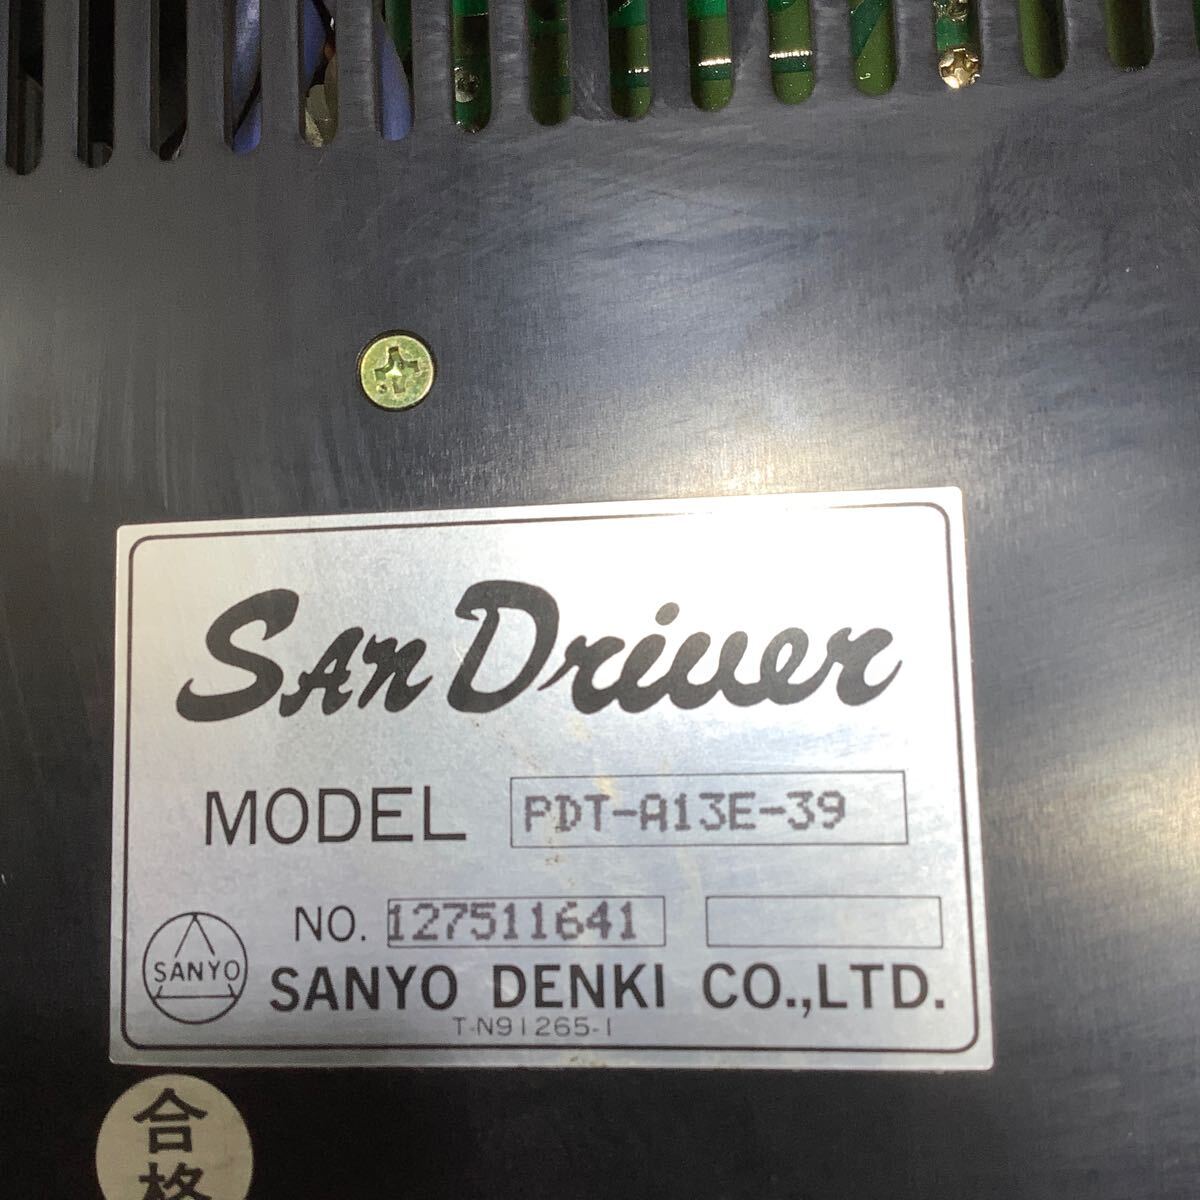 SAN Driver
MODEL PDT-A13E-39
NO. 127511641
SANYO
SANYO DENKI CO.,LTD.
T-N91265-1
合格